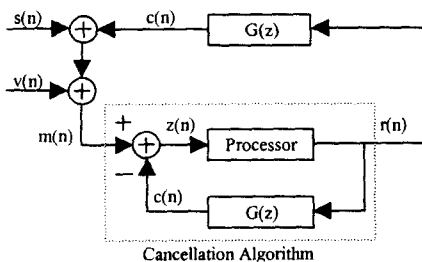 s(n)
c(n)
G(z)
v(n)
m(n)
z(n)
Processor
r(n)
c(n)
G(z)
Cancellation Algorithm